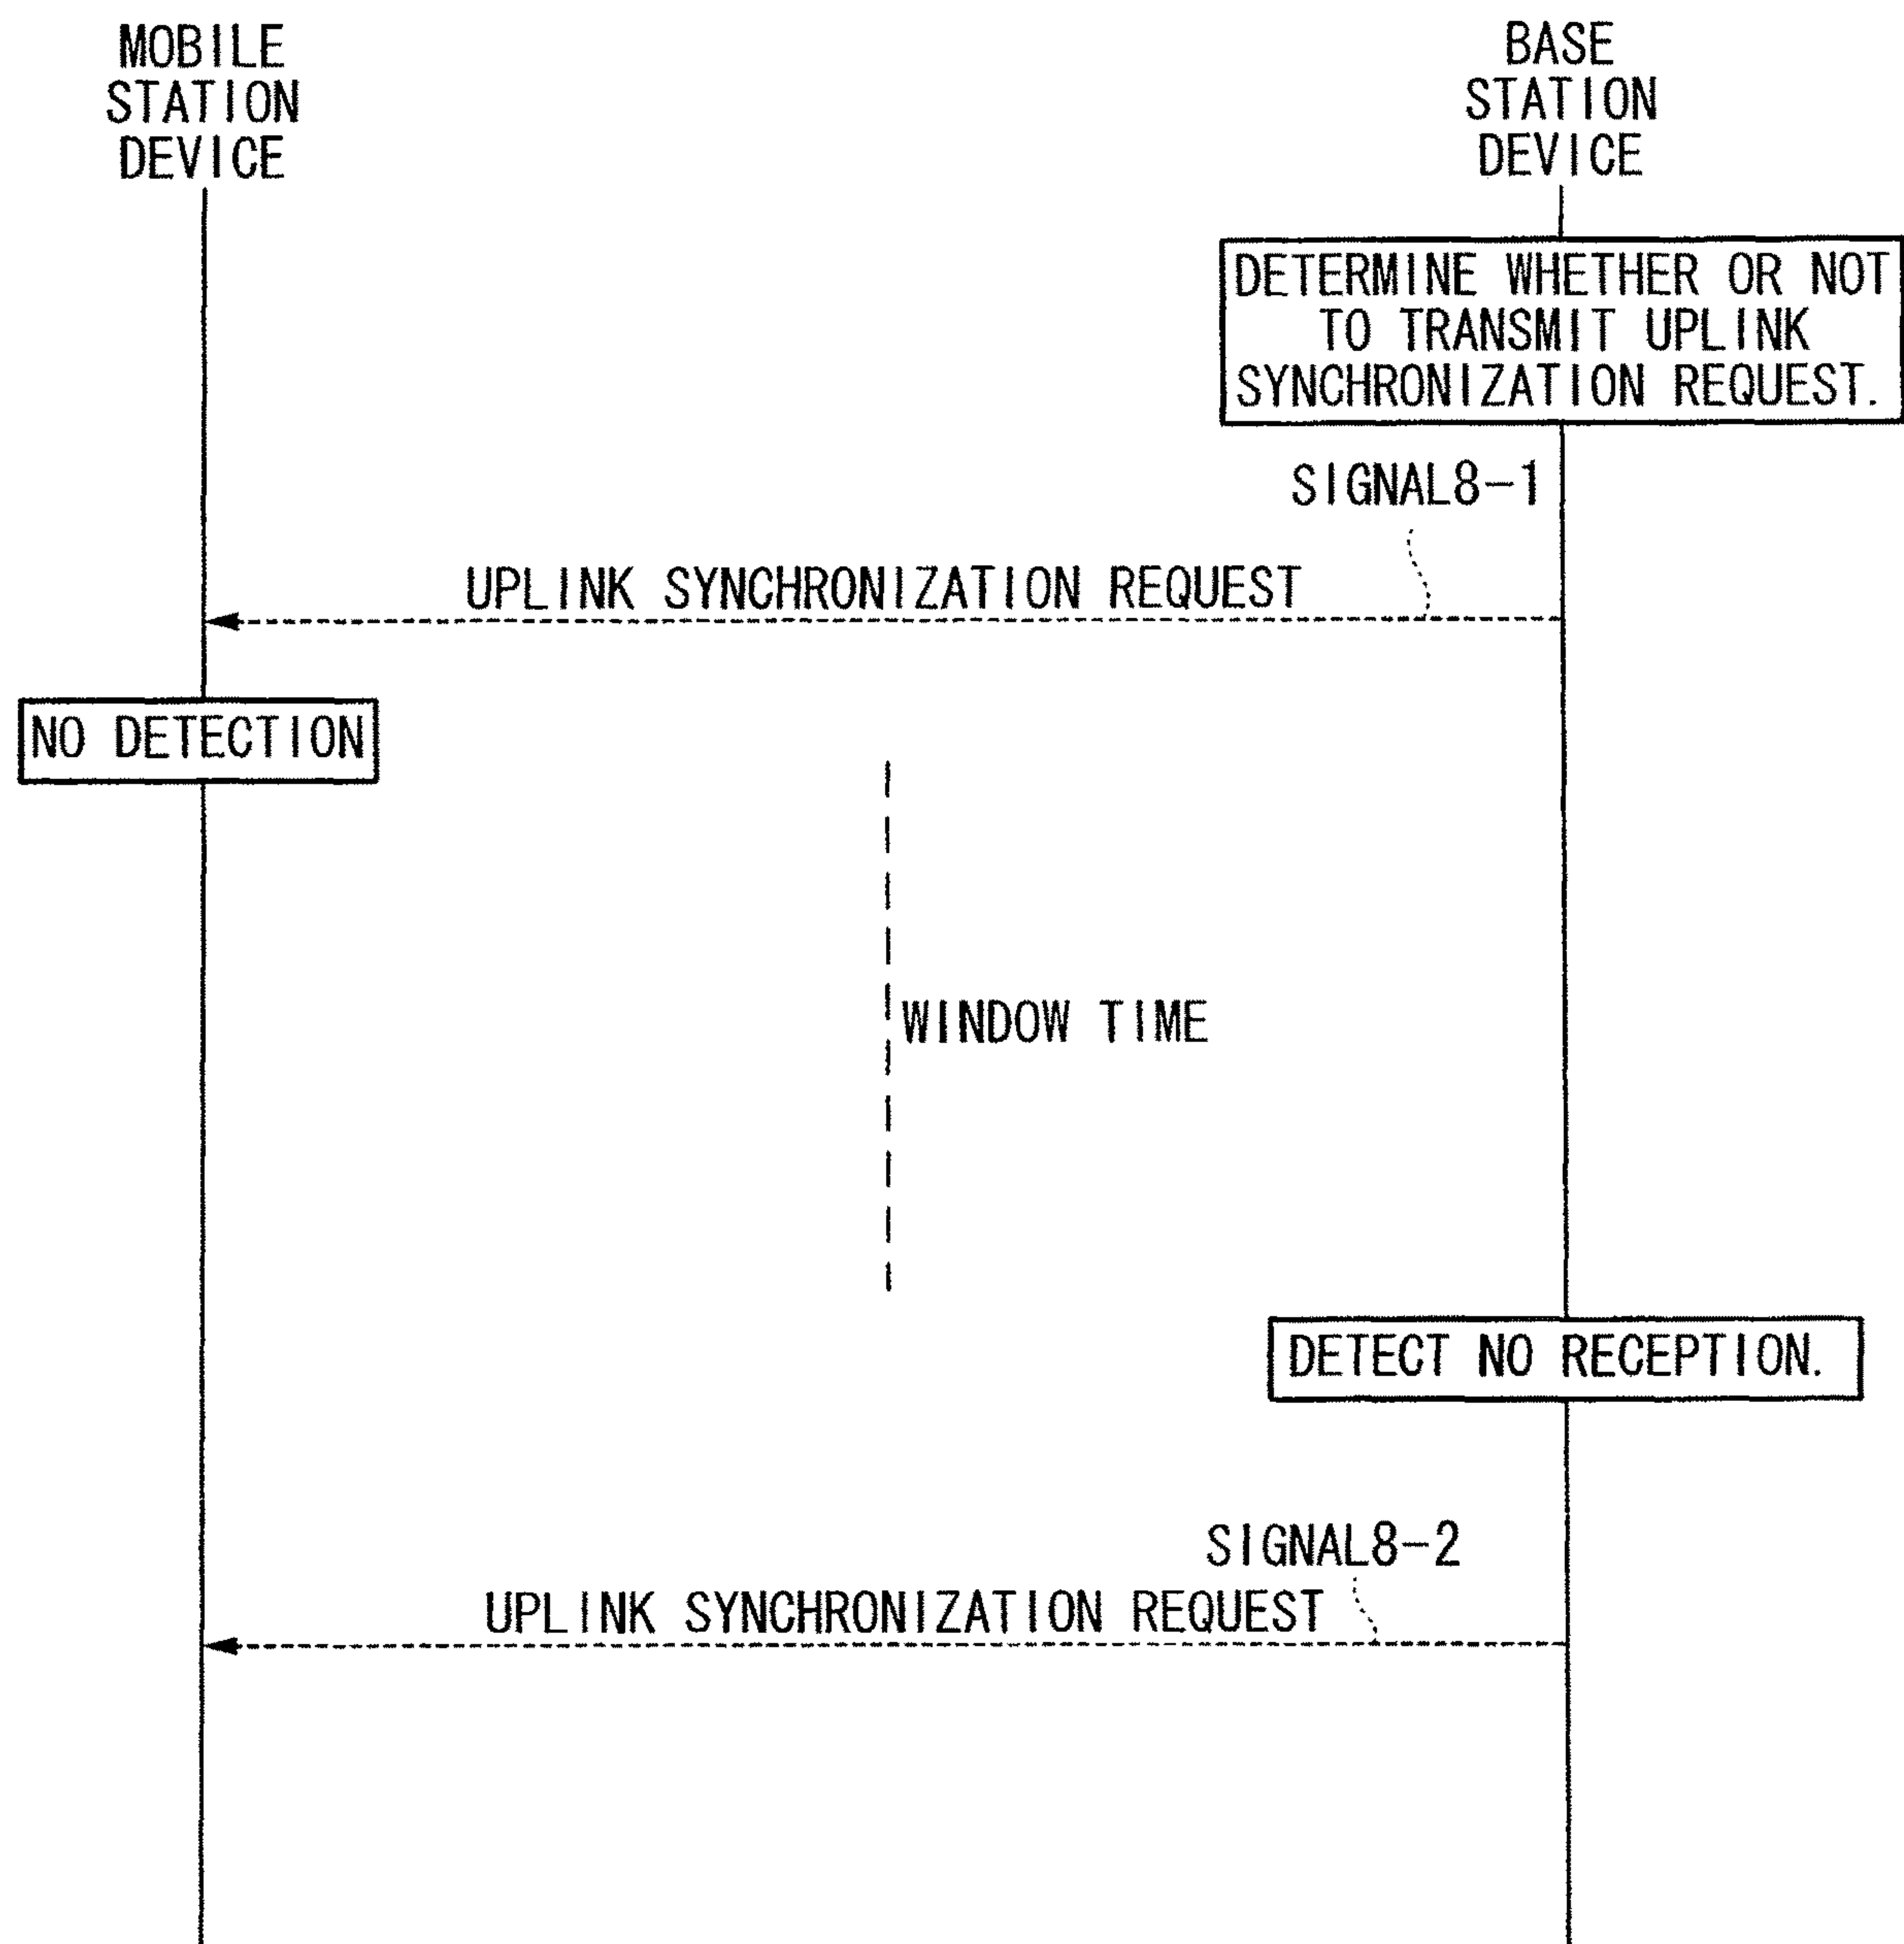 MOBILE
STATION
DEVICE
BASE
STATION
DEVICE
DETERMINE WHETHER OR NOT
TO TRANSMIT UPLINK
SYNCHRONIZATION REQUEST.
SIGNAL8-1
UPLINK SYNCHRONIZATION REQUEST
NO DETECTION
WINDOW TIME
DETECT NO RECEPTION.
SIGNAL8-2
UPLINK SYNCHRONIZATION REQUEST